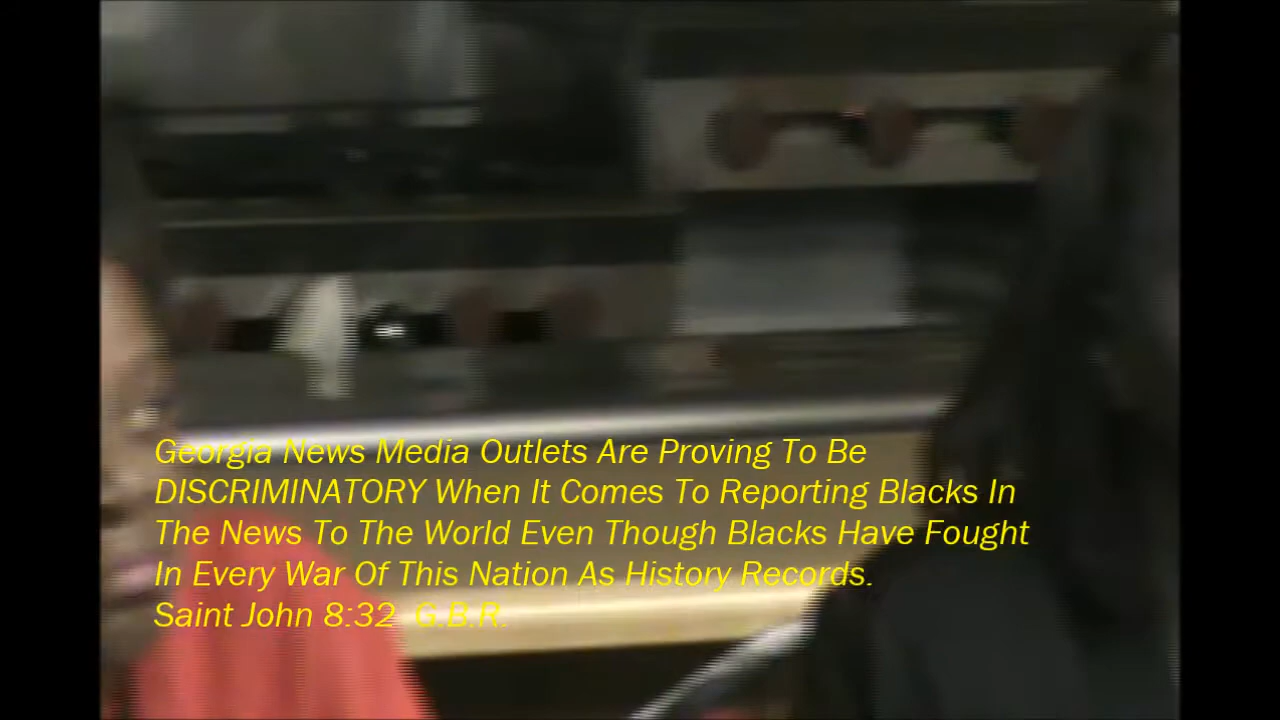 Georgia News Media Outlets Are Proving To Be
DISCRIMINATORY When It Comes To Reporting Blacks In
The News To The World Even Though Blacks Have Fought
In Every War Of This Nation As History Records.
Saint John 8:32 G.B.R.